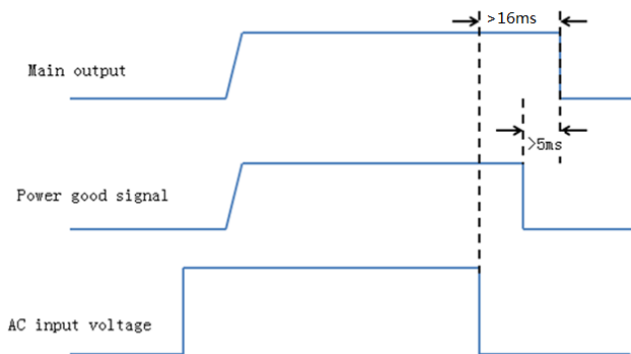 >16ms
Main output
>5ms
Power good signal
AC input voltage